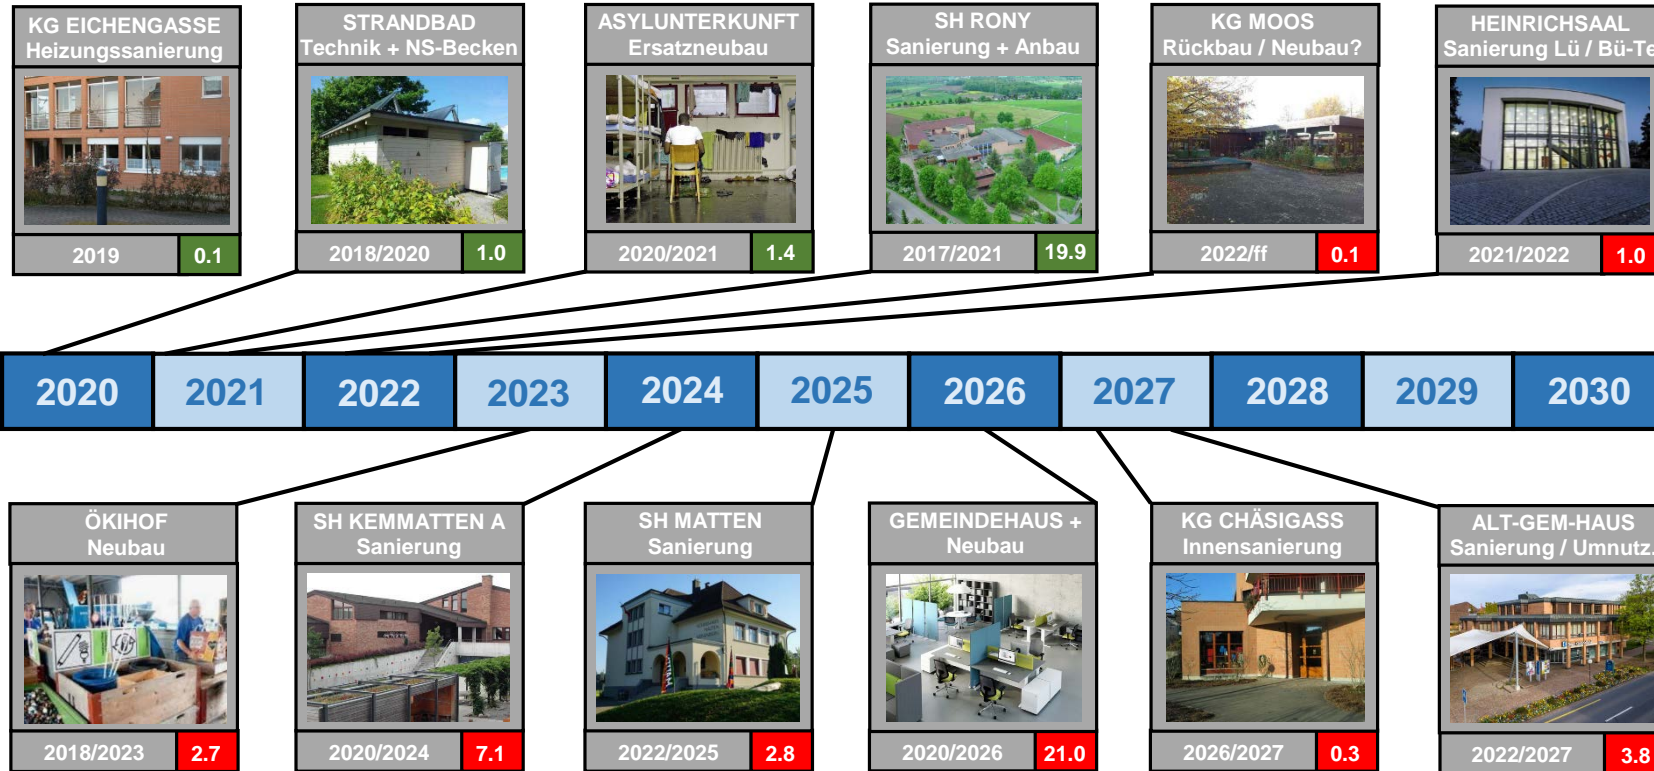 KG EICHENGASSE
Heizungssanierung
2019
0.1
STRANDBAD
Technik + NS-Becken
2018/2020
1.0
ASYLUNTERKUNFT
Ersatzneubau
2020/2021
1.4
SH RONY
Sanierung + Anbau
2017/2021
19.9
KG MOOS
Rückbau / Neubau?
2022/ff
0.1
HEINRICHSAAL
Sanierung Lü / Bü-Te
2021/2022
1.0
2020 2021 2022 2023 2024 2025 2026 2027 2028 2029 2030
ÖKIHOF
Neubau
2018/2023
2.7
SH KEMMATTEN A
Sanierung
2020/2024
7.1
SH MATTEN
Sanierung
2022/2025
2.8
GEMEINDEHAUS +
Neubau
2020/2026
21.0
KG CHÄSIGASS
Innensanierung
2026/2027
0.3
ALT-GEM-HAUS
Sanierung / Umnutz.
2022/2027
3.8